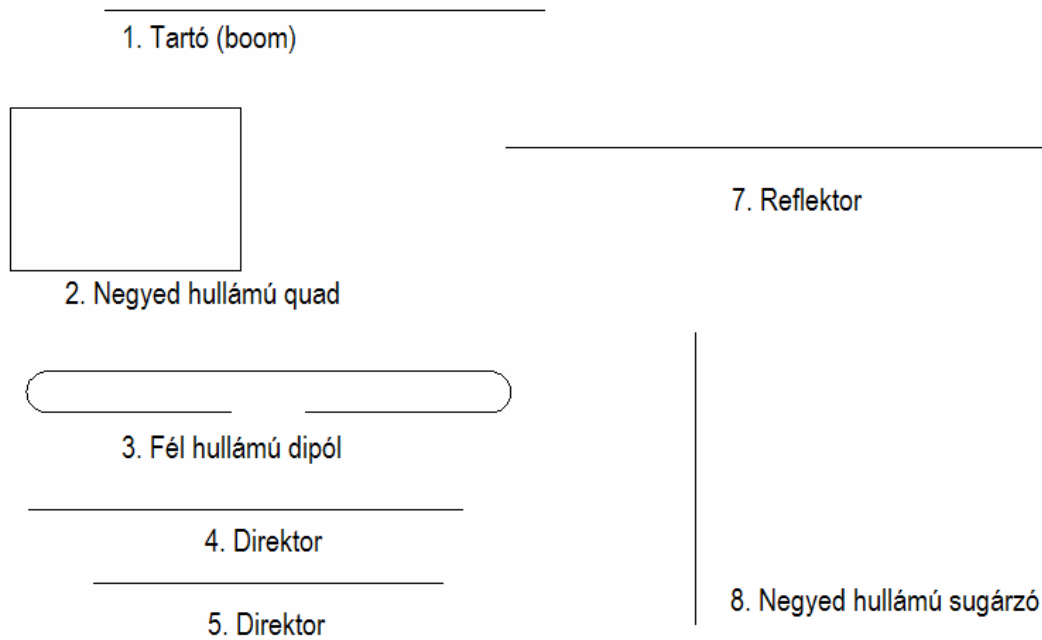 1. Tartó (boom)
7. Reflektor
2. Negyed hullámú quad
3. Fél hullámú dipól
4. Direktor
8. Negyed hullámú sugárzó
5. Direktor